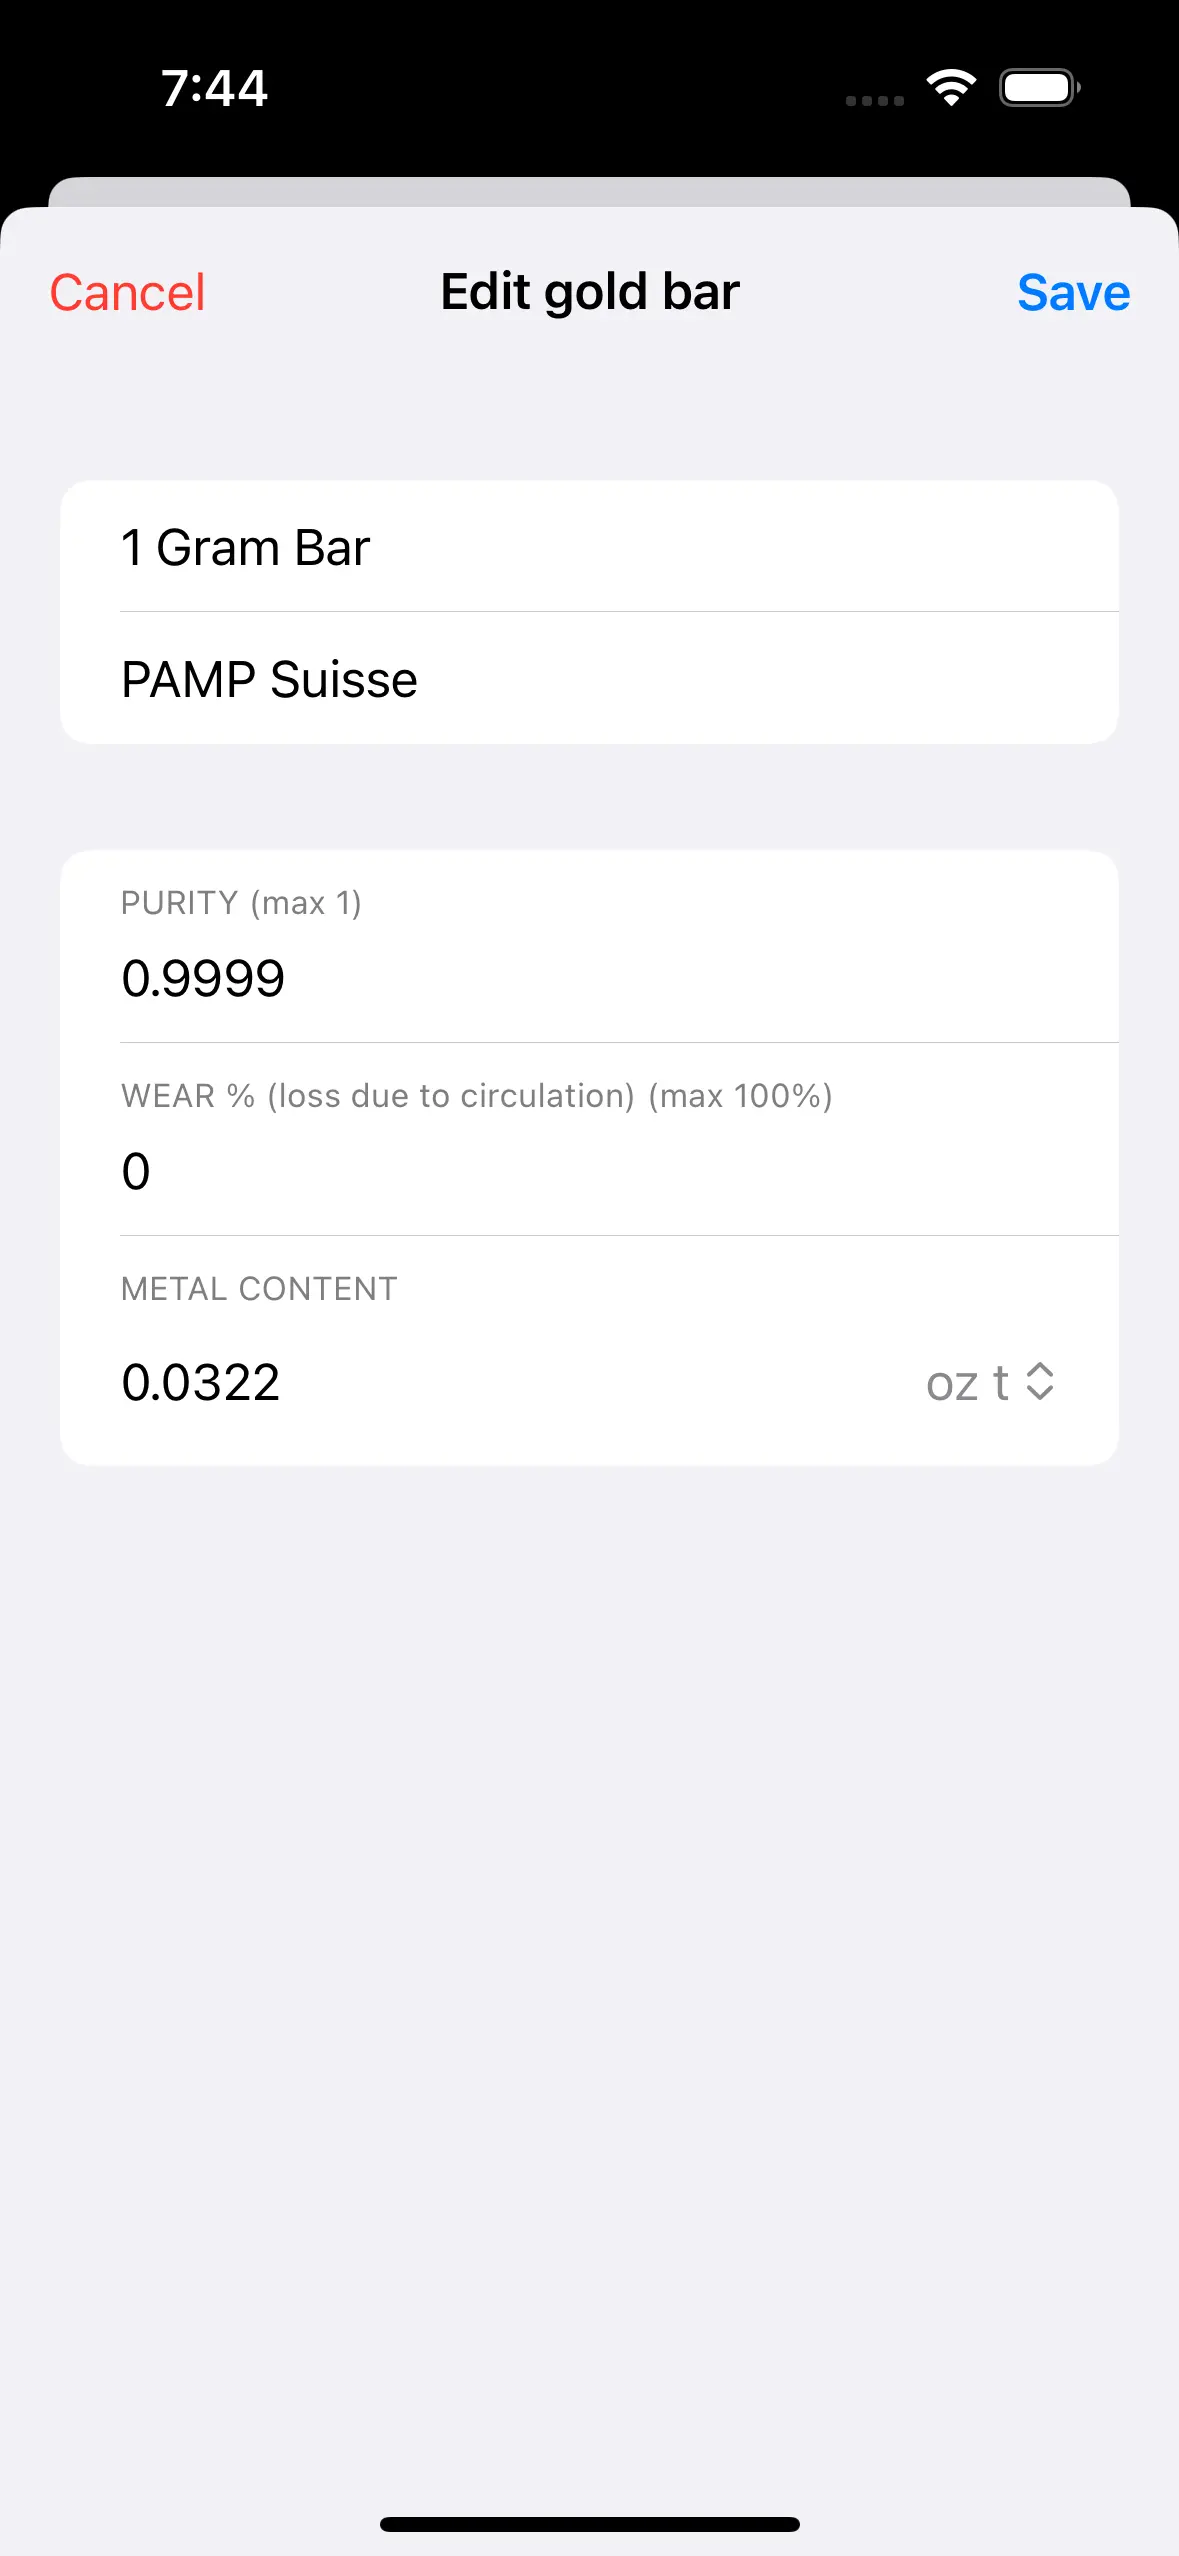 7:44
Cancel Edit gold bar Save
1 Gram Bar
PAMP Suisse
PURITY (max 1)
0.9999
WEAR % (loss due to circulation) (max 100%)
0
METAL CONTENT
0.0322 oz t